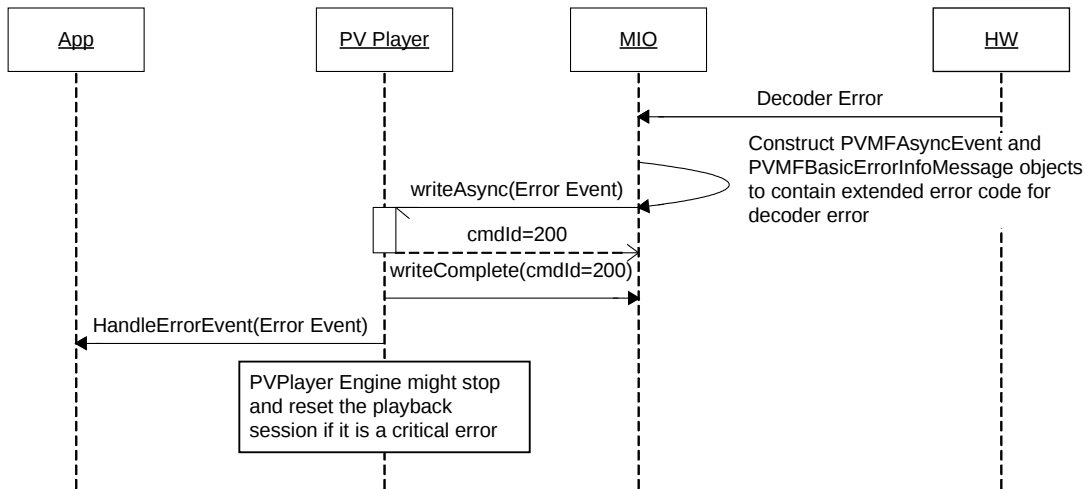 App
PV Player
MIO
HW
Decoder Error
Construct PVMFAsyncEvent and
PVMFBasicErrorInfoMessage objects
to contain extended error code for
decoder error
writeAsync(Error Event)
cmdId=200
writeComplete(cmdId=200)
HandleErrorEvent(Error Event)
PVPlayer Engine might stop
and reset the playback
session if it is a critical error